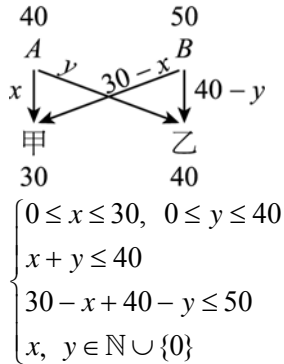 40 50
A B
x y 30 − x 40 − y
甲 乙
30 40
0 ≤ x ≤ 30, 0 ≤ y ≤ 40
x + y ≤ 40
30 − x + 40 − y ≤ 50
x, y ∈ ℕ ∪ {0}